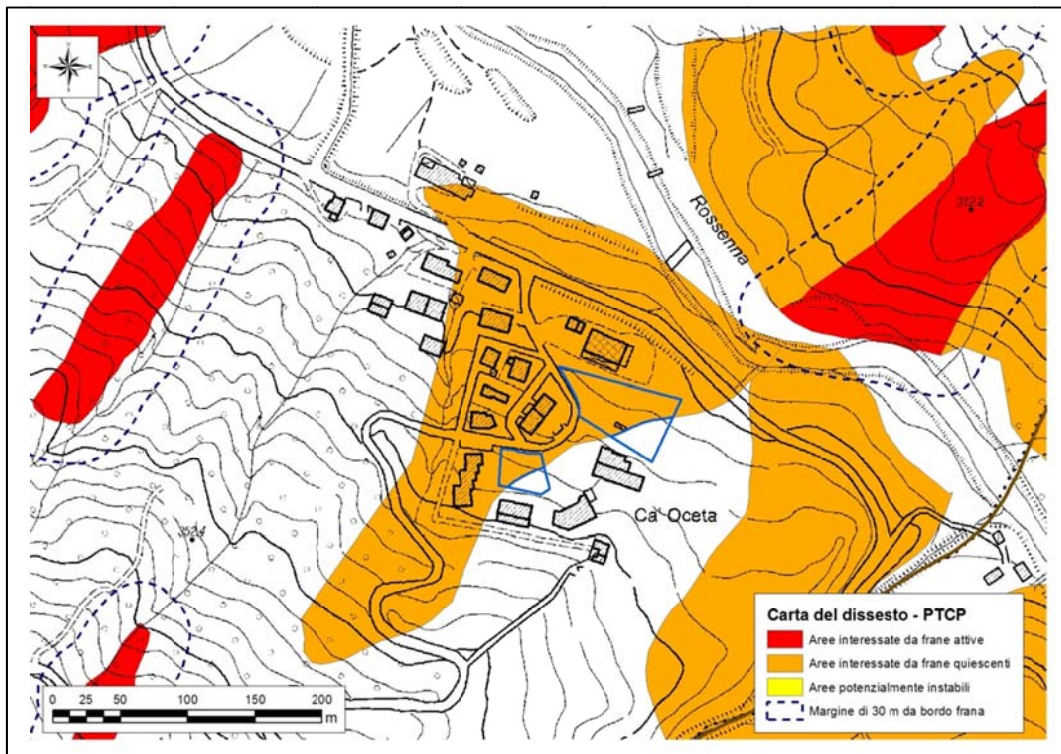 Rossenna
312.2
Ca' Oceta
352.4
Carta del dissesto - PTCP
Aree interessate da frane attive
Aree interessate da frane quiescenti
Aree potenzialmente instabili
Margine di 30 m da bordo frana
0 25 50 100 150 200
m